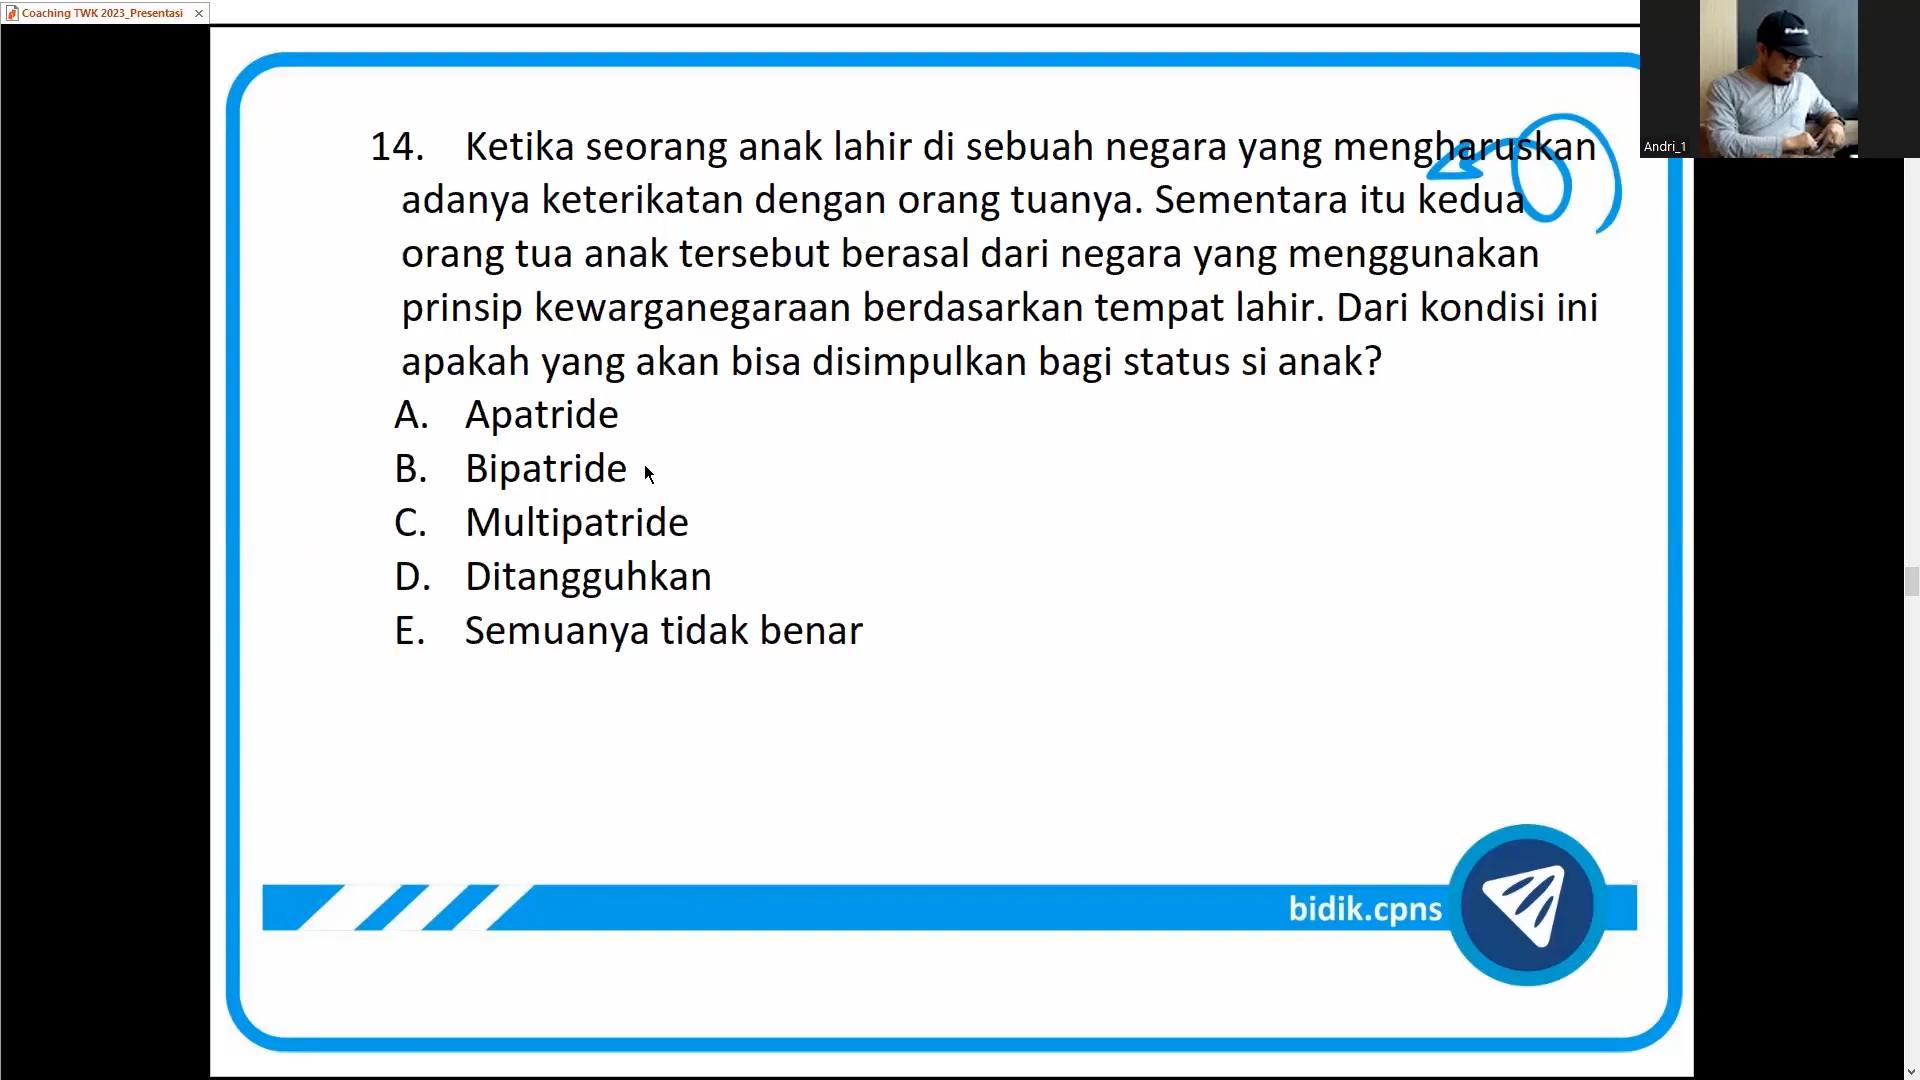 Coaching TWK 2023_Presentasi
Andri_1
14. Ketika seorang anak lahir di sebuah negara yang mengharuskan
adanya keterikatan dengan orang tuanya. Sementara itu kedua
orang tua anak tersebut berasal dari negara yang menggunakan
prinsip kewarganegaraan berdasarkan tempat lahir. Dari kondisi ini
apakah yang akan bisa disimpulkan bagi status si anak?
A. Apatride
B. Bipatride
C. Multipatride
D. Ditangguhkan
E. Semuanya tidak benar
bidik.cpns